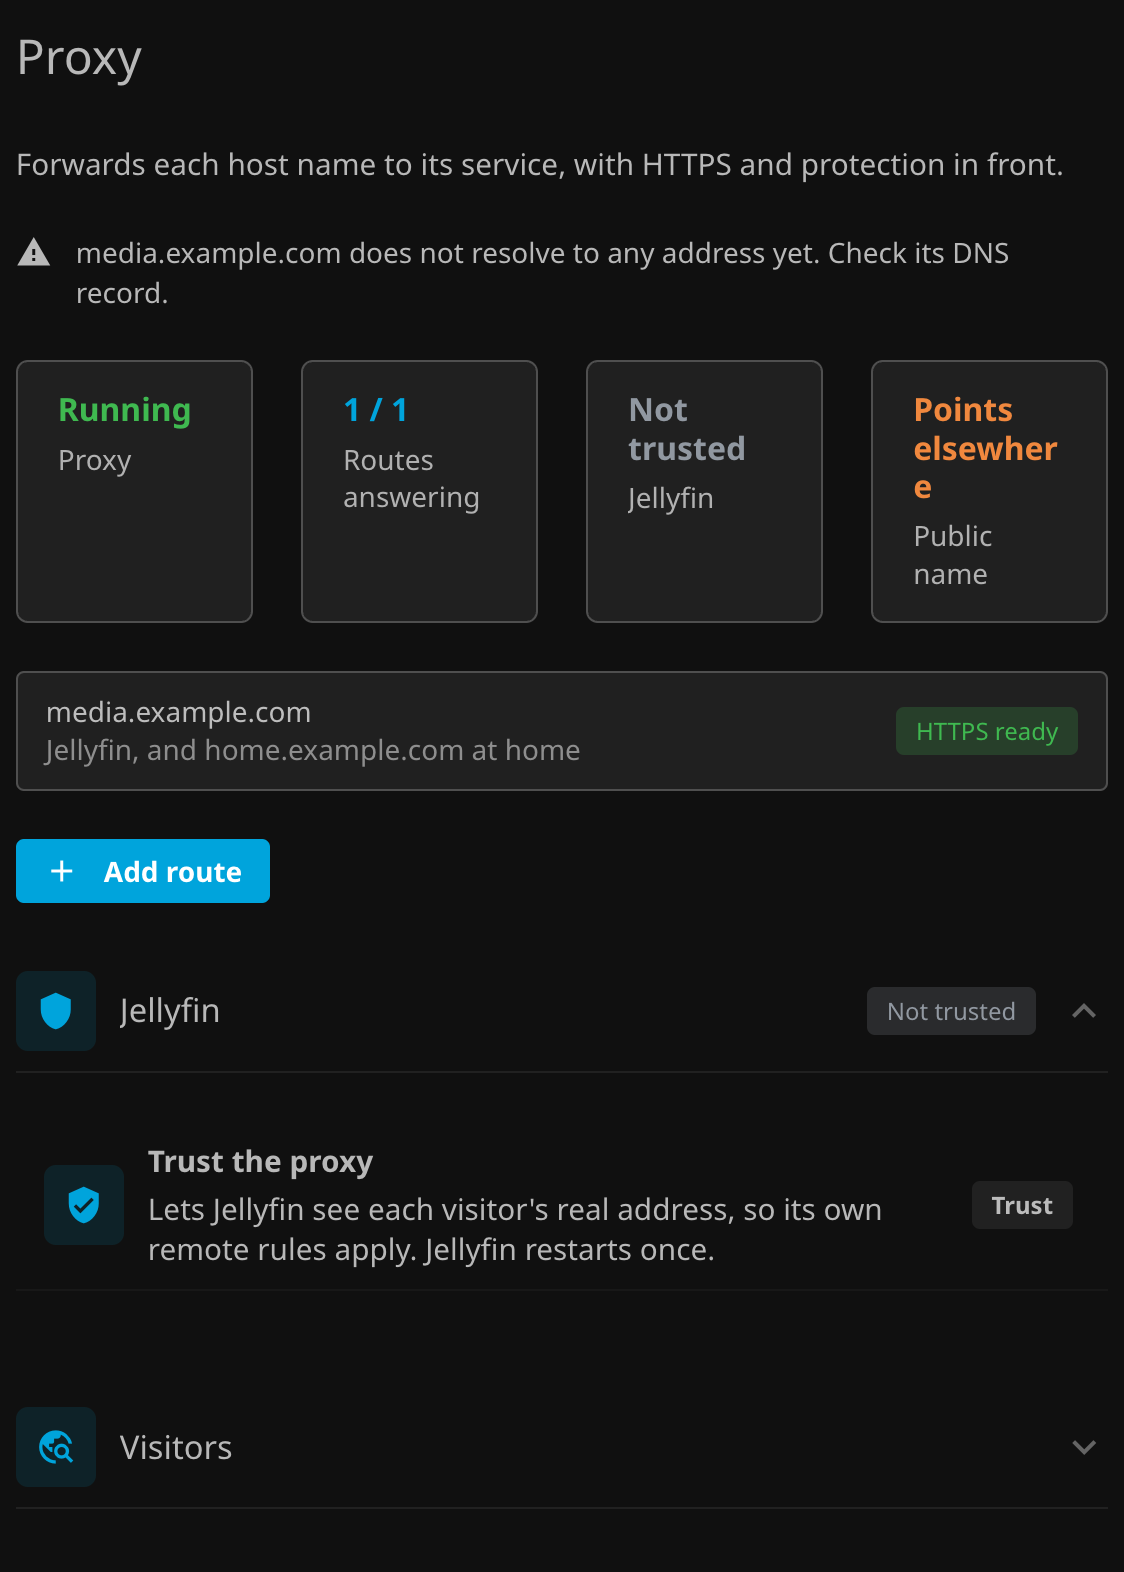 Proxy
Forwards each host name to its service, with HTTPS and protection in front.
media.example.com does not resolve to any address yet. Check its DNS
record.
Running
Proxy
1 / 1
Routes
answering
Not
trusted
Jellyfin
Points
elsewher
e
Public
name
media.example.com
Jellyfin, and home.example.com at home
HTTPS ready
Add route
Jellyfin
Not trusted
Trust the proxy
Lets Jellyfin see each visitor's real address, so its own
remote rules apply. Jellyfin restarts once.
Trust
Visitors